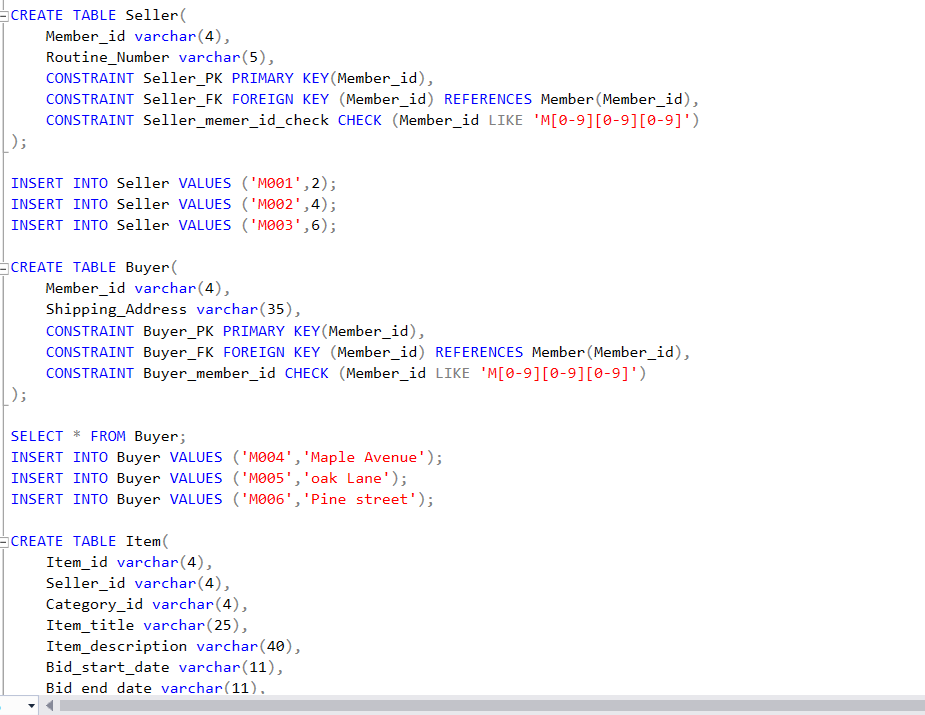 CREATE TABLE Seller(
Member_id varchar(4),
Routine_Number varchar(5),
CONSTRAINT Seller_PK PRIMARY KEY(Member_id),
CONSTRAINT Seller_FK FOREIGN KEY (Member_id) REFERENCES Member(Member_id),
CONSTRAINT Seller_memer_id_check CHECK (Member_id LIKE 'M[0-9][0-9][0-9]')
);
INSERT INTO Seller VALUES ('M001',2);
INSERT INTO Seller VALUES ('M002',4);
INSERT INTO Seller VALUES ('M003',6);
CREATE TABLE Buyer(
Member_id varchar(4),
Shipping_Address varchar(35),
CONSTRAINT Buyer_PK PRIMARY KEY(Member_id),
CONSTRAINT Buyer_FK FOREIGN KEY (Member_id) REFERENCES Member(Member_id),
CONSTRAINT Buyer_member_id CHECK (Member_id LIKE 'M[0-9][0-9][0-9]')
);
SELECT * FROM Buyer;
INSERT INTO Buyer VALUES ('M004','Maple Avenue');
INSERT INTO Buyer VALUES ('M005','oak Lane');
INSERT INTO Buyer VALUES ('M006','Pine street');
CREATE TABLE Item(
Item_id varchar(4),
Seller_id varchar(4),
Category_id varchar(4),
Item_title varchar(25),
Item_description varchar(40),
Bid_start_date varchar(11),
Bid_end_date varchar(11),